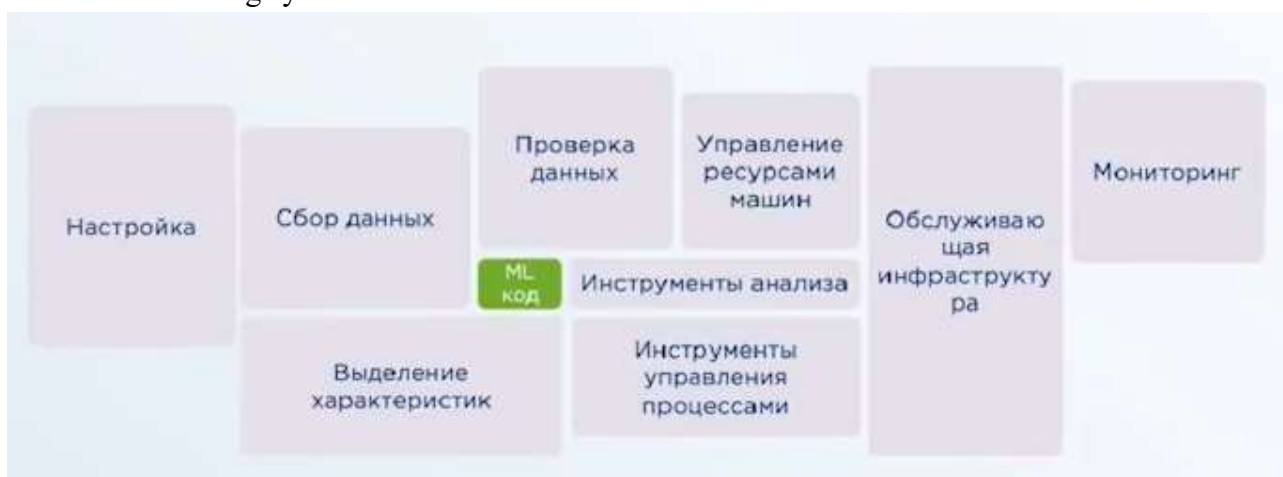 Настройка
Сбор данных
Проверка
данных
Управление
ресурсами
машин
Обслуживаю
щая
инфраструкту
ра
Мониторинг
ML
код
Инструменты анализа
Выделение
характеристик
Инструменты
управления
процессами